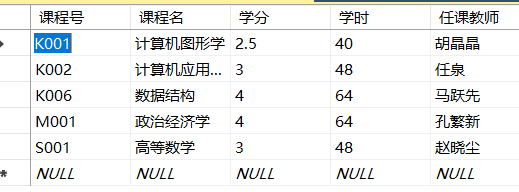 课程号 课程名 学分 学时 任课教师
K001 计算机图形学 2.5 40 胡晶晶
K002 计算机应用... 3 48 任泉
K006 数据结构 4 64 马跃先
M001 政治经济学 4 64 孔繁新
S001 高等数学 3 48 赵晓尘
NULL NULL NULL NULL NULL